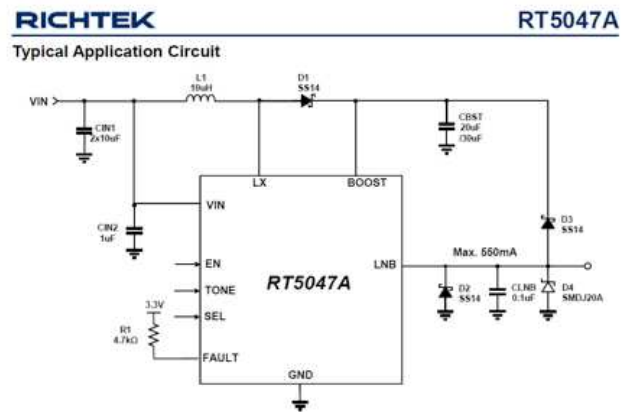 RICHTEK RT5047A
Typical Application Circuit
L1
10uH
D1
SS14
VIN
CIN1
2x10uF
CBST
20uF
/30uF
LX
BOOST
VIN
CIN2
1uF
D3
SS14
EN
LNB
Max. 550mA
RT5047A
TONE
D2
SS14
CLNB
0.1uF
D4
SMDJ20A
3.3V
SEL
R1
4.7kΩ
FAULT
GND